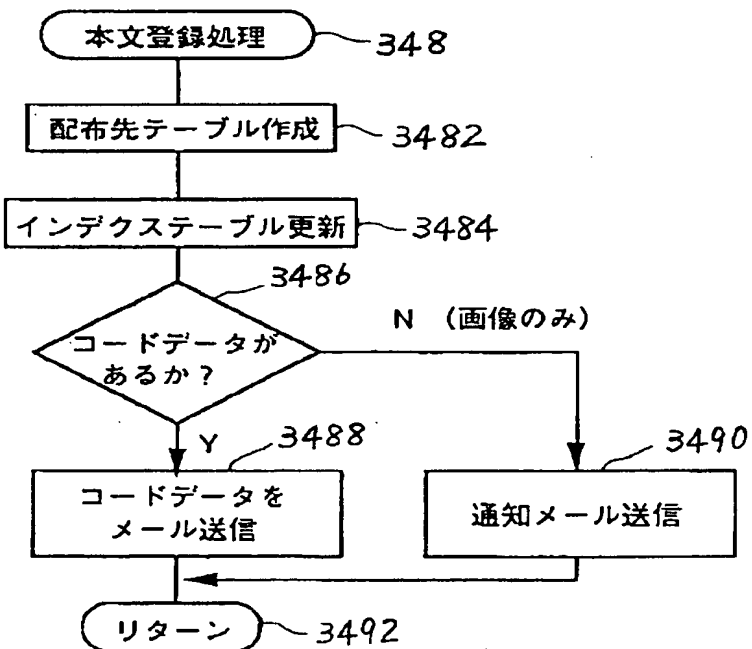 本文登録処理
348
配布先テーブル作成
3482
インデクステーブル更新
3484
3486
コードデータが
あるか?
N (画像のみ)
Y
3488
コードデータを
メール送信
3490
通知メール送信
リターン
3492